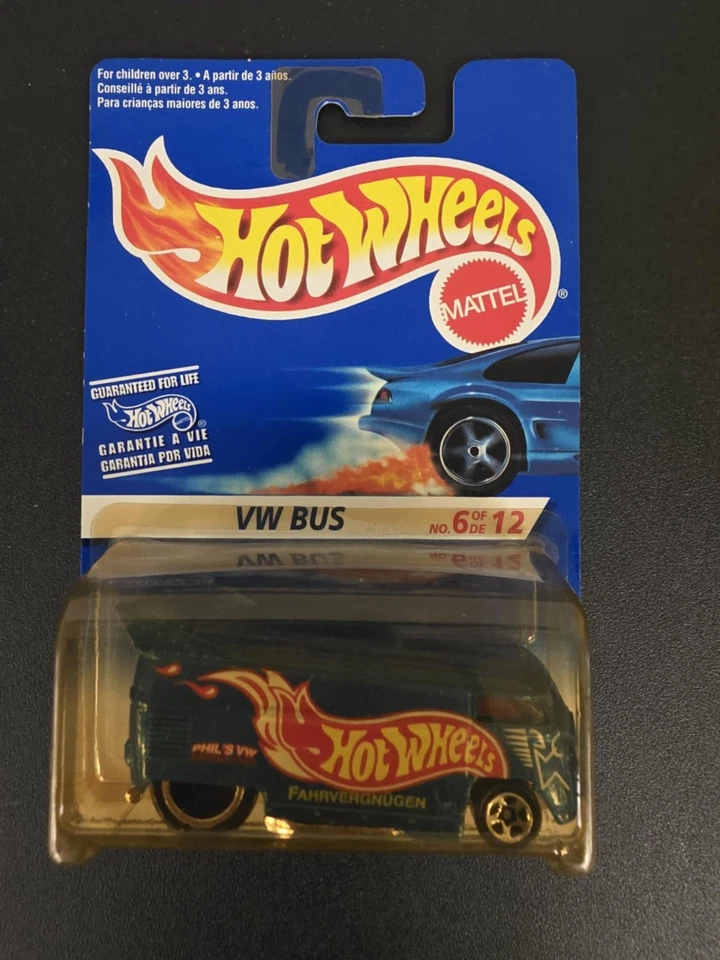 For children over 3. • A partir de 3 años.
Conseillé à partir de 3 ans.
Para crianças maiores de 3 anos.
HOT WHEELS
MATTEL
®
GUARANTEED FOR LIFE
HOT WHEELS
®
GARANTIE A VIE
GARANTIA POR VIDA
VW BUS
NO. 6 OF DE 12
HOT WHEELS
PHIL'S VW
FAHRVERGNÜGEN